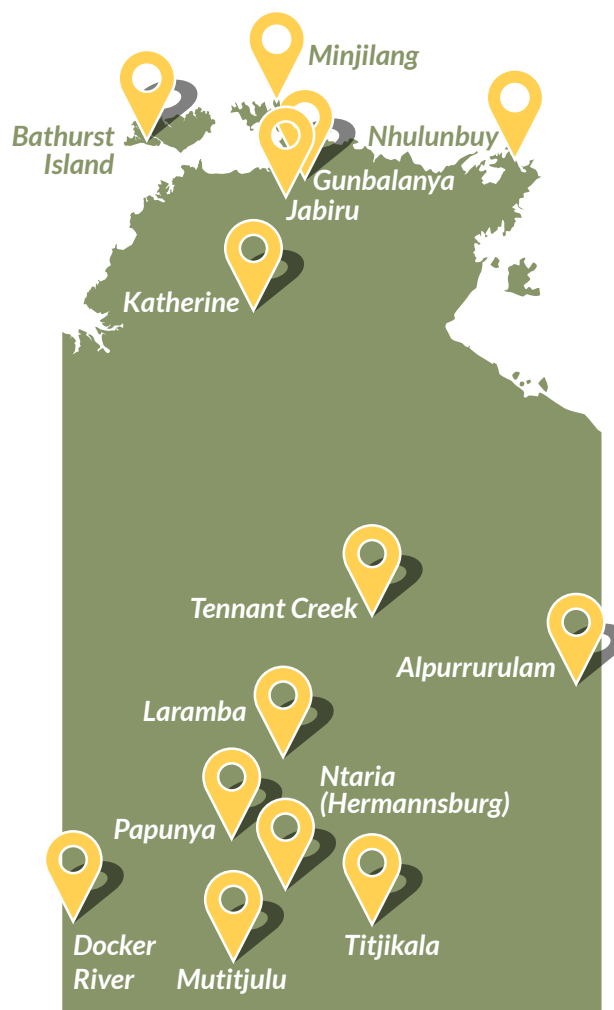 Minjilang
Bathurst
Island
Nhulunbuy
Gunbalanya
Jabiru
Katherine
Tennant Creek
Alpurrurulam
Laramba
Ntaria
(Hermannsburg)
Papunya
Docker
River
Mutitjulu
Titjikala